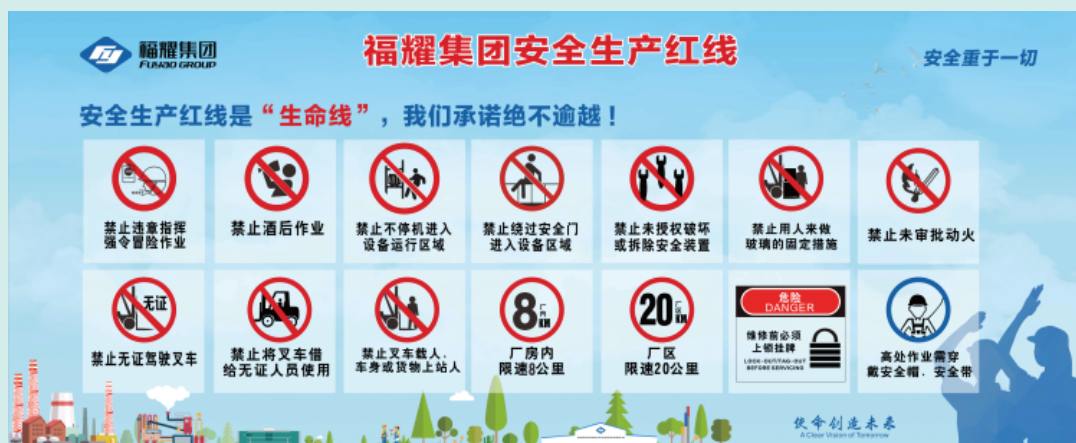 福耀集团
FUYAO GROUP
福耀集团安全生产红线
安全重于一切
安全生产红线是“生命线”，我们承诺绝不逾越！
禁止违章指挥
强令冒险作业
禁止酒后作业
禁止不停机进入
设备运行区域
禁止绕过安全门
进入设备区域
禁止未授权破坏
或拆除安全装置
禁止用人来做
玻璃的固定措施
禁止未审批动火
无证
禁止无证驾驶叉车
禁止将叉车借
给无证人员使用
禁止叉车载人、
车身或货物上站人
8厂内KM
厂房内
限速8公里
20厂区KM
厂区
限速20公里
危险
DANGER
维修前必须
上锁挂牌
LOCK-OUT/TAG-OUT
BEFORE SERVICING
高处作业需穿
戴安全帽、安全带
使命创造未来
A Clear Vision of Tomorrow